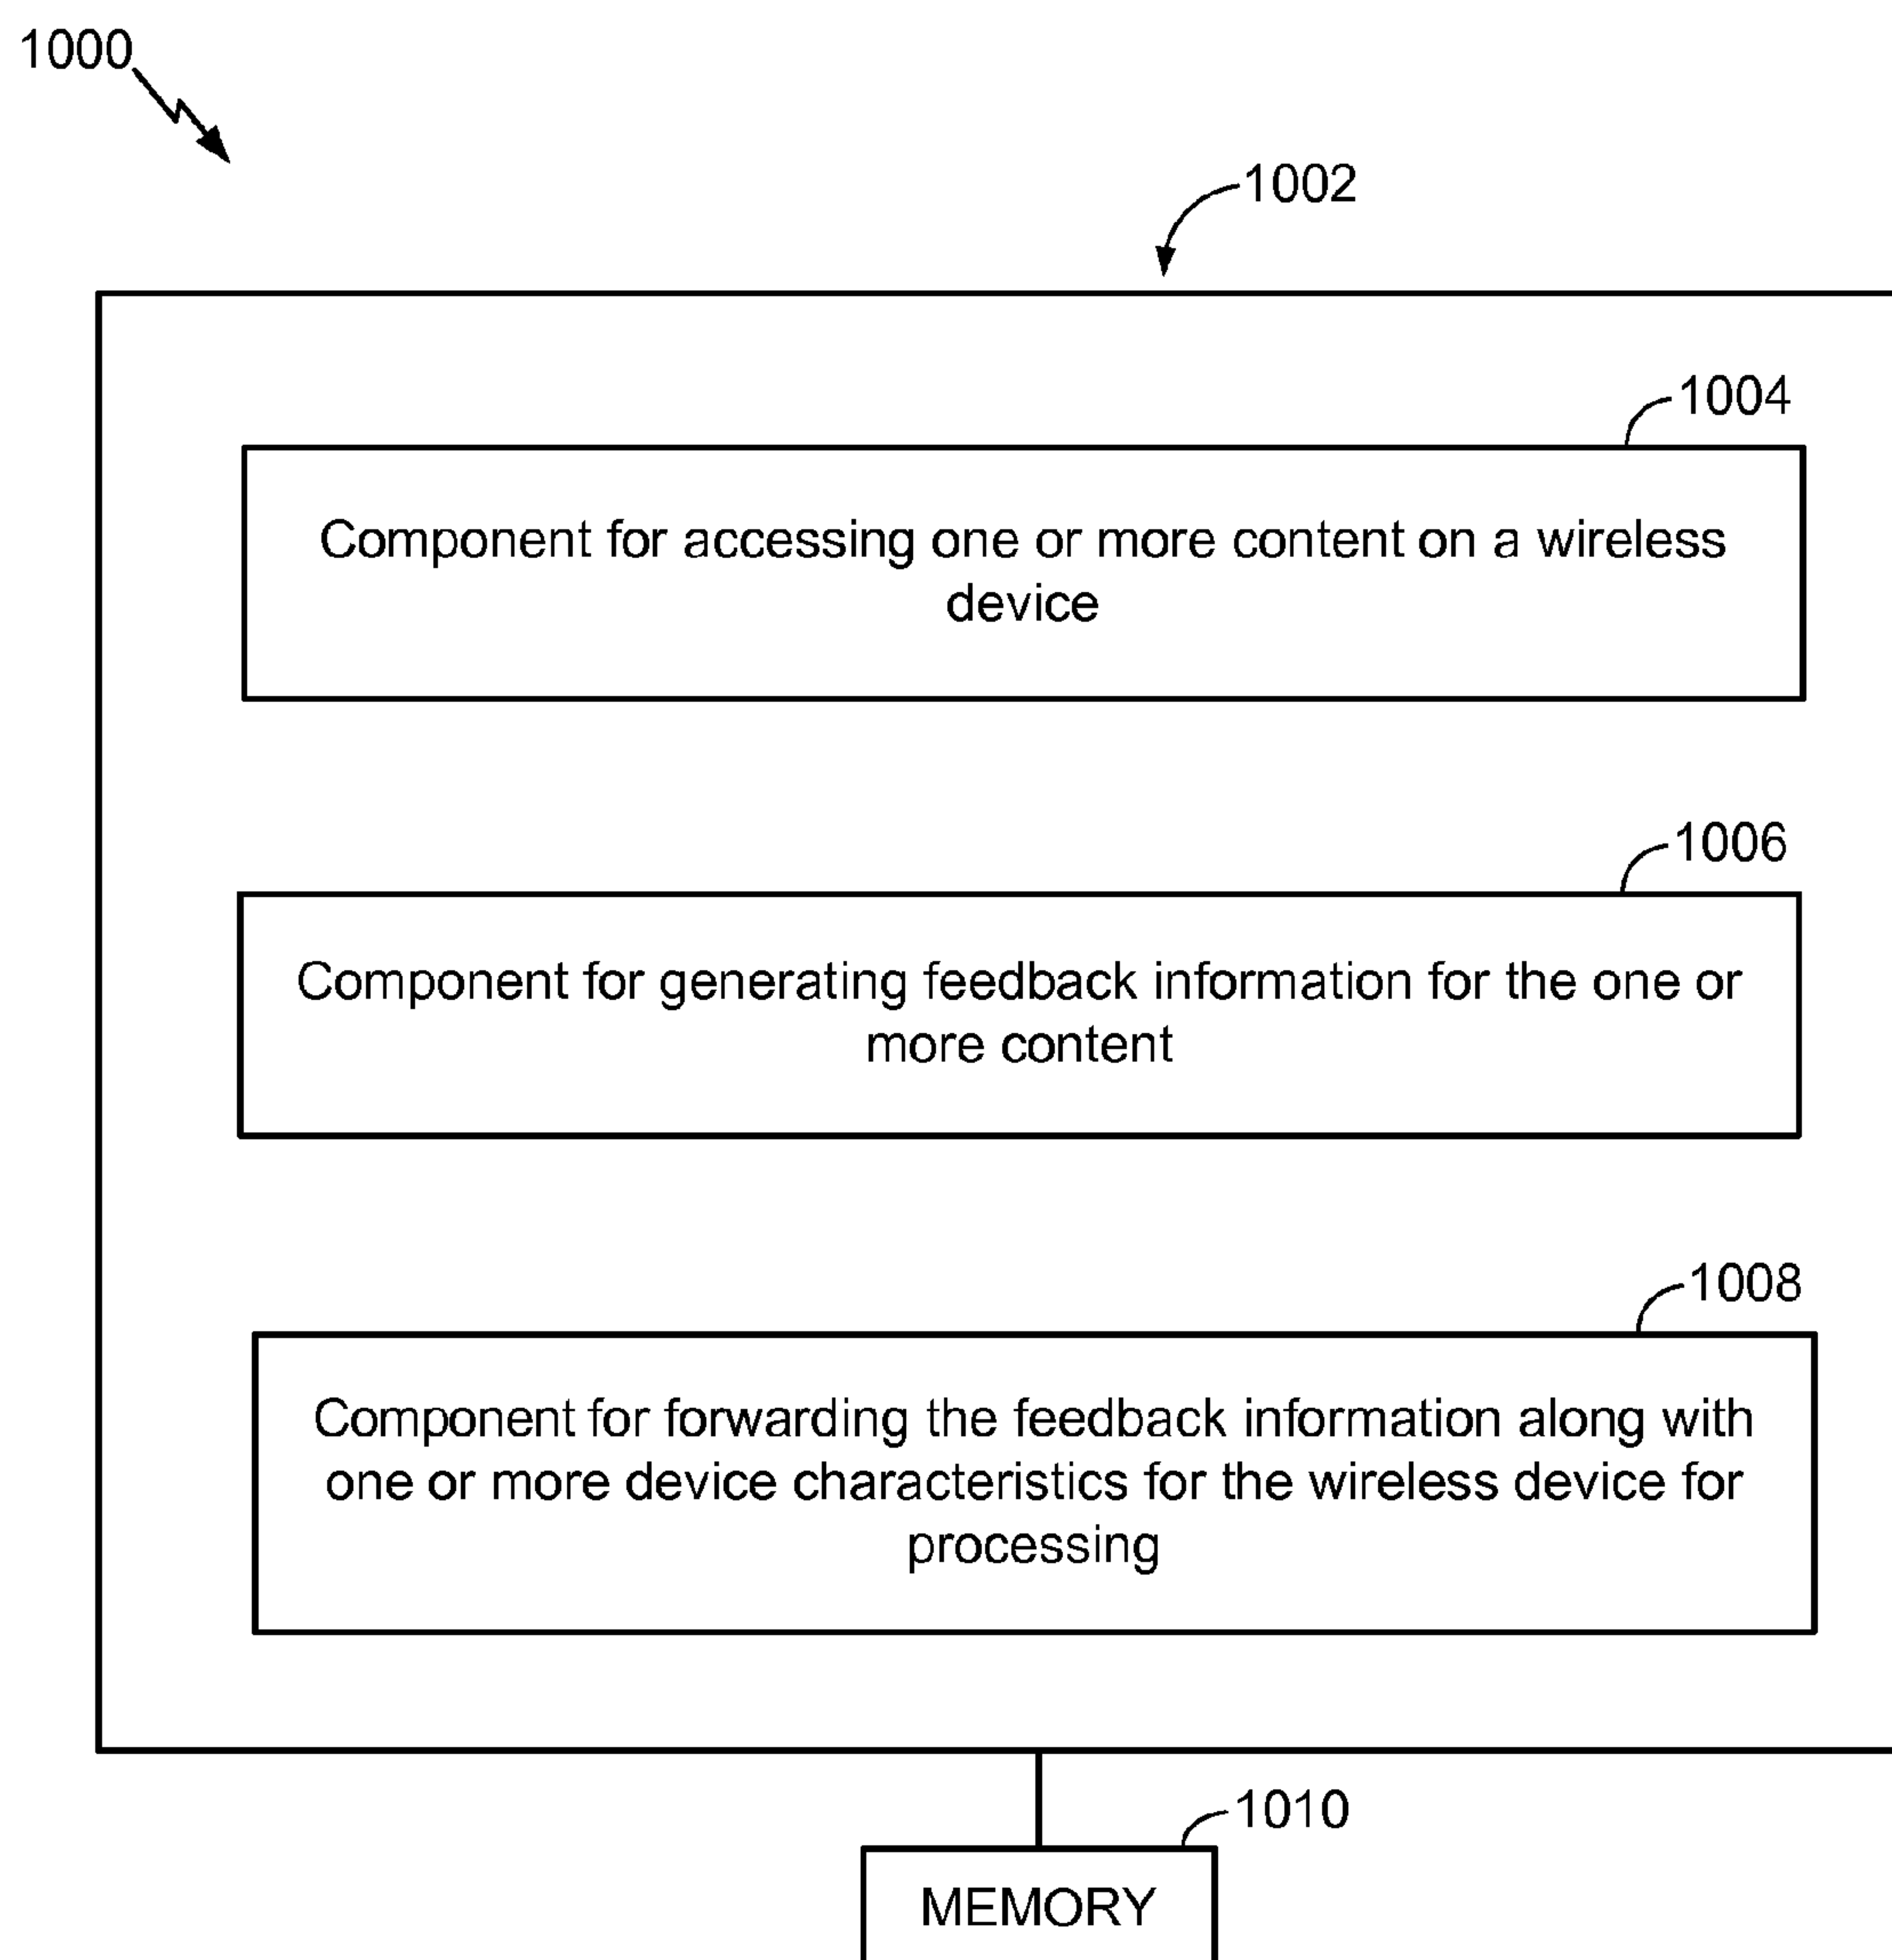 1000
1002
1004
Component for accessing one or more content on a wireless
device
1006
Component for generating feedback information for the one or
more content
1008
Component for forwarding the feedback information along with
one or more device characteristics for the wireless device for
processing
1010
MEMORY